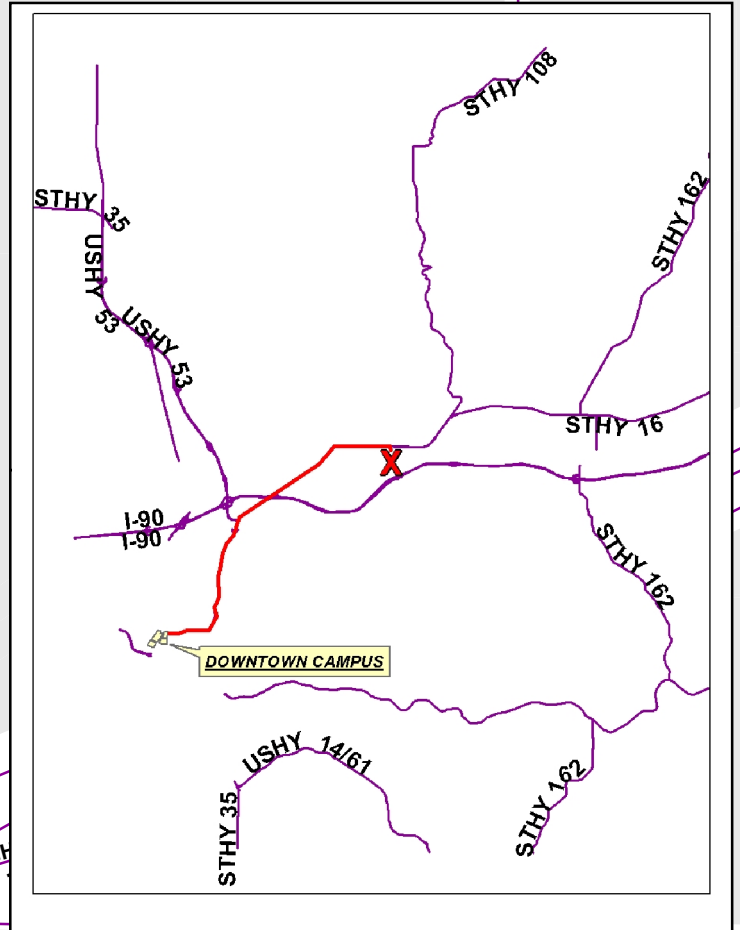 STHY 108
STHY 35
STHY 162
USHY 53
USHY 53
STHY 16
X
I-90
I-90
STHY 162
DOWNTOWN CAMPUS
USHY 14/61
STHY 35
STHY 162